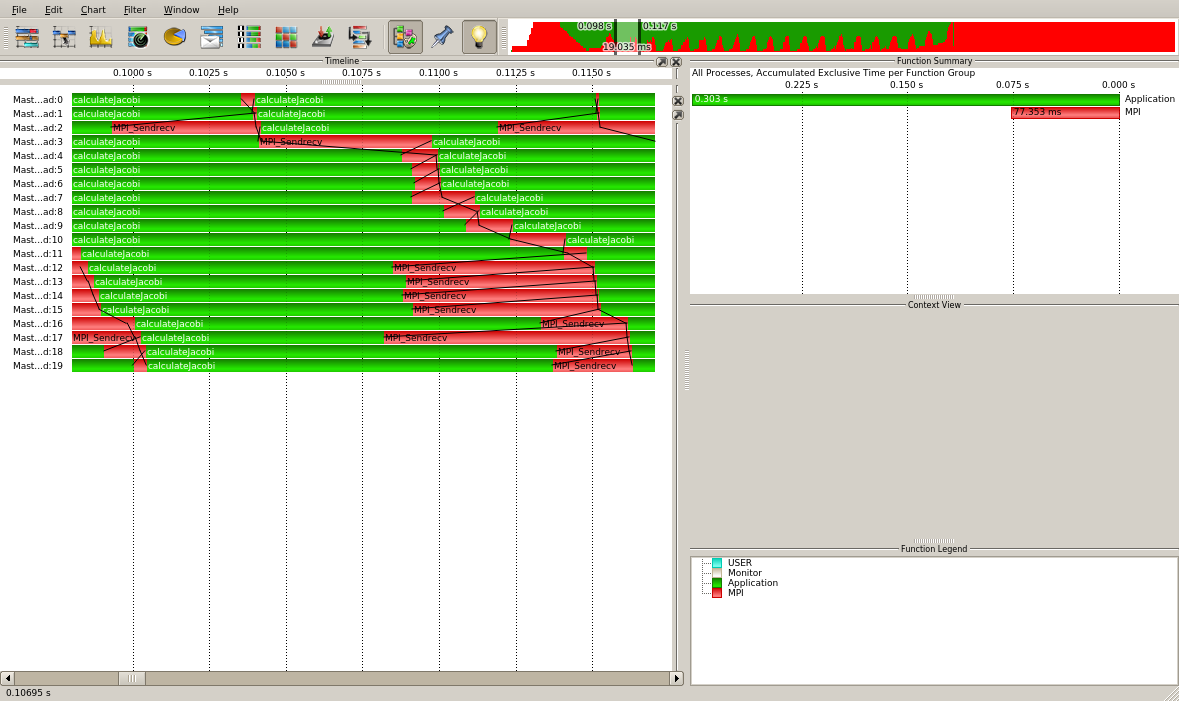 File Edit Chart Filter Window Help
0.098 s 0.117 s
19.035 ms
Timeline
0.1000 s 0.1025 s 0.1050 s 0.1075 s 0.1100 s 0.1125 s 0.1150 s
Mast...ad:0 calculateJacobi calculateJacobi
Mast...ad:1 calculateJacobi calculateJacobi
Mast...ad:2 MPI_Sendrecv calculateJacobi MPI_Sendrecv
Mast...ad:3 calculateJacobi MPI_Sendrecv calculateJacobi
Mast...ad:4 calculateJacobi calculateJacobi
Mast...ad:5 calculateJacobi calculateJacobi
Mast...ad:6 calculateJacobi calculateJacobi
Mast...ad:7 calculateJacobi calculateJacobi
Mast...ad:8 calculateJacobi calculateJacobi
Mast...ad:9 calculateJacobi calculateJacobi
Mast...d:10 calculateJacobi calculateJacobi
Mast...d:11 calculateJacobi
Mast...d:12 calculateJacobi MPI_Sendrecv
Mast...d:13 calculateJacobi MPI_Sendrecv
Mast...d:14 calculateJacobi MPI_Sendrecv
Mast...d:15 calculateJacobi MPI_Sendrecv
Mast...d:16 calculateJacobi MPI_Sendrecv
Mast...d:17 MPI_Sendrecv calculateJacobi MPI_Sendrecv
Mast...d:18 calculateJacobi MPI_Sendrecv
Mast...d:19 calculateJacobi MPI_Sendrecv
0.10695 s
Function Summary
All Processes, Accumulated Exclusive Time per Function Group
0.225 s 0.150 s 0.075 s 0.000 s
0.303 s Application
77.353 ms MPI
Context View
Function Legend
USER
Monitor
Application
MPI